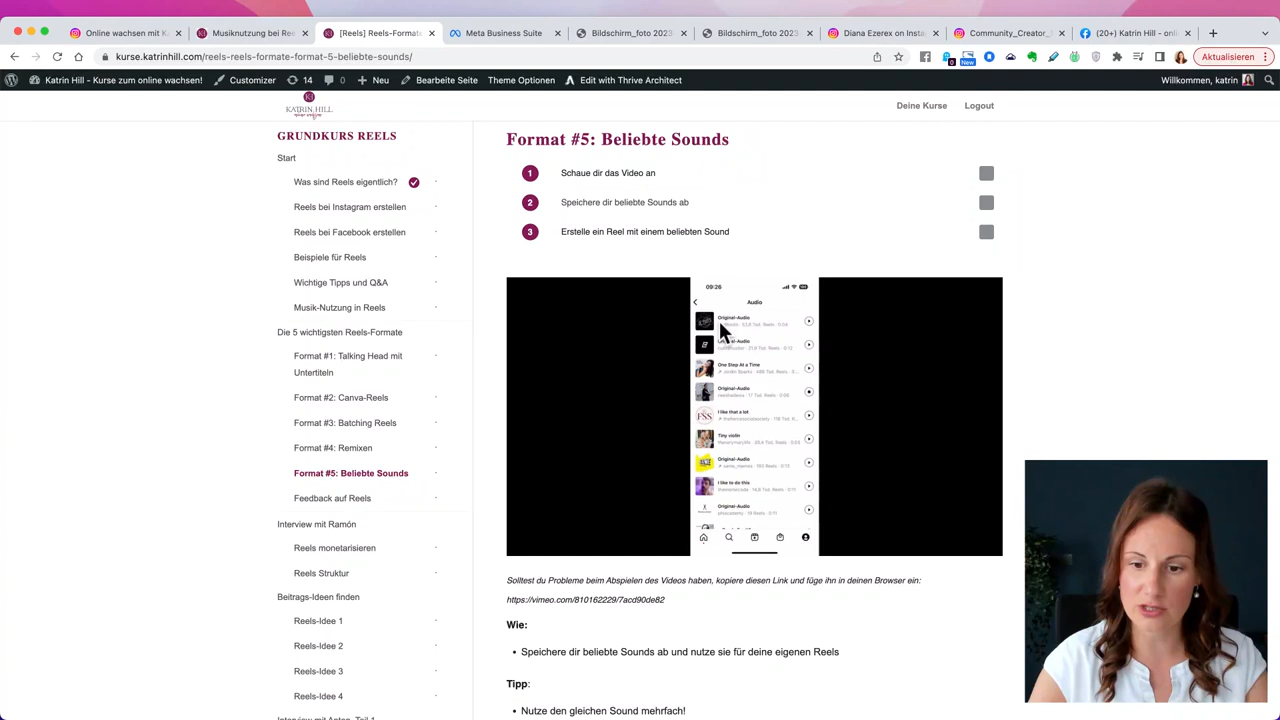 Online wachsen mit K
Musiknutzung bei Re
[Reels] Reels-Format
Meta Business Suite
Bildschirm_foto 2023
Bildschirm_foto 2023
Diana Ezerex on Insta
Community_Creator_
(20+) Katrin Hill - onli
kurse.katrinhill.com/reels-reels-formate-format-5-beliebte-sounds/
New
Aktualisieren
Katrin Hill - Kurse zum online wachsen!
Customizer
14
0
Neu
Bearbeite Seite
Theme Optionen
Edit with Thrive Architect
Willkommen, katrin
KATRIN HILL
Deine Kurse
Logout
GRUNDKURS REELS
Start
Was sind Reels eigentlich?
Reels bei Instagram erstellen
Reels bei Facebook erstellen
Beispiele für Reels
Wichtige Tipps und Q&A
Musik-Nutzung in Reels
Die 5 wichtigsten Reels-Formate
Format #1: Talking Head mit
Untertiteln
Format #2: Canva-Reels
Format #3: Batching Reels
Format #4: Remixen
Format #5: Beliebte Sounds
Feedback auf Reels
Interview mit Ramón
Reels monetarisieren
Reels Struktur
Beitrags-Ideen finden
Reels-Idee 1
Reels-Idee 2
Reels-Idee 3
Reels-Idee 4
Interview mit Anton, Teil 1
Format #5: Beliebte Sounds
1 Schaue dir das Video an
2 Speichere dir beliebte Sounds ab
3 Erstelle ein Reel mit einem beliebten Sound
09:26
Audio
Original-Audio
One Step At a Time
Original-Audio
I like that a lot
Tiny violin
Original-Audio
I like to do this
Original-Audio
Solltest du Probleme beim Abspielen des Videos haben, kopiere diesen Link und füge ihn in deinen Browser ein:
https://vimeo.com/810162229/7acd90de82
Wie:
• Speichere dir beliebte Sounds ab und nutze sie für deine eigenen Reels
Tipp:
• Nutze den gleichen Sound mehrfach!